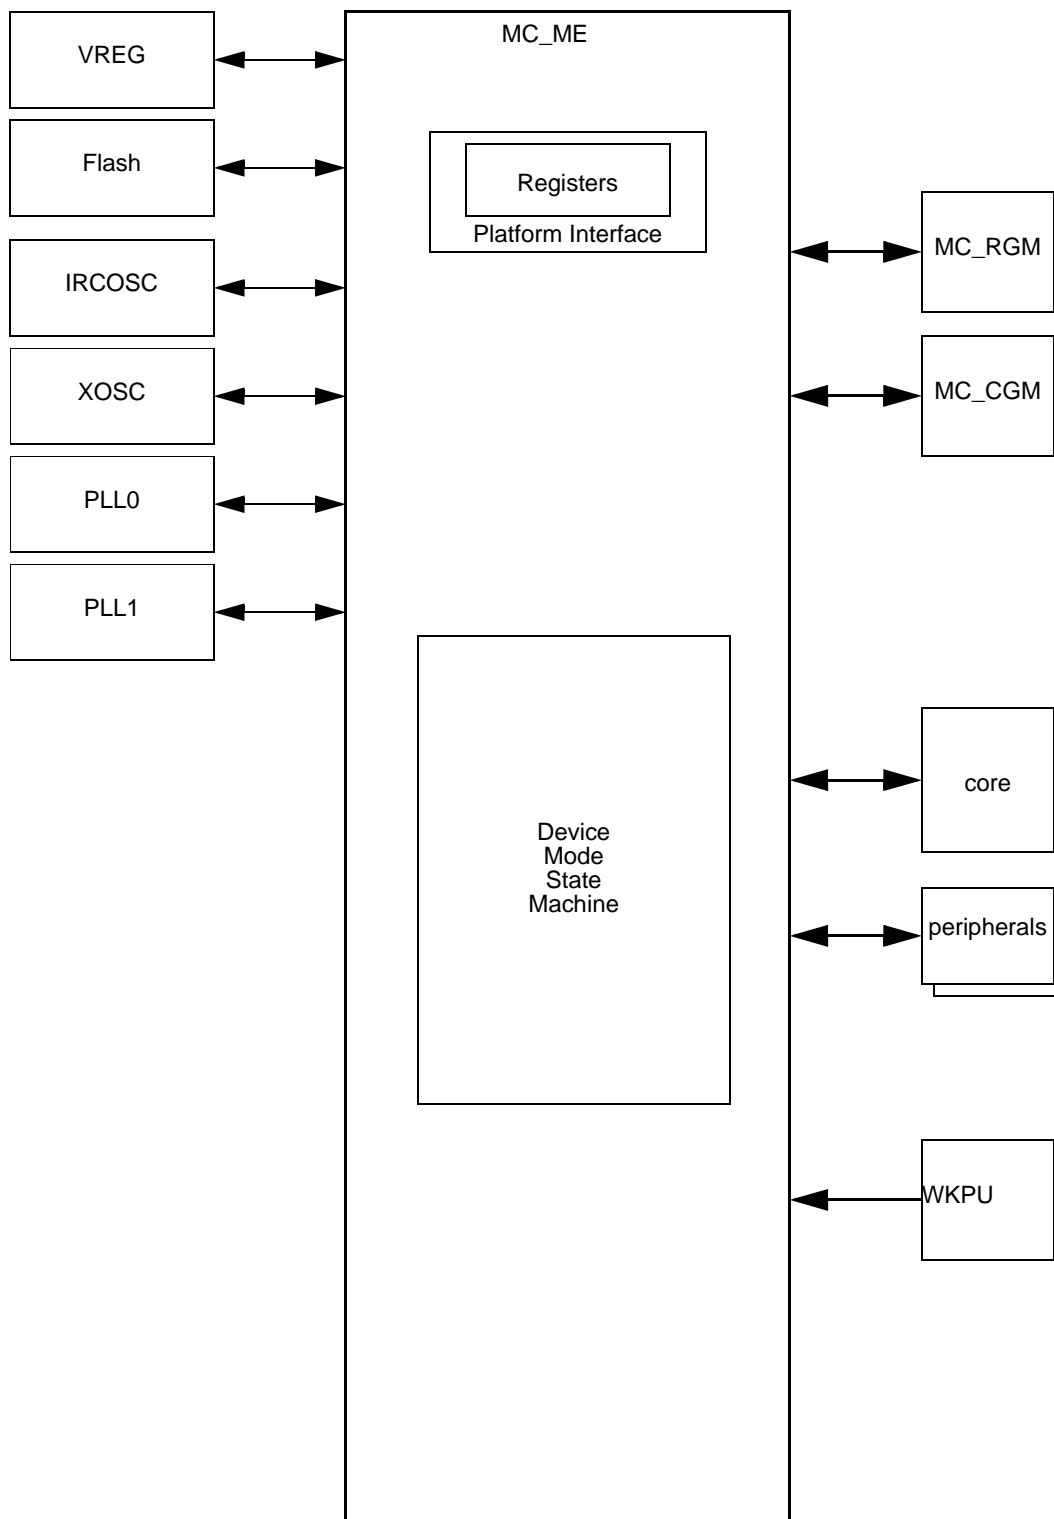 MC_ME
VREG
Flash
IRCOSC
XOSC
PLL0
PLL1
Registers
Platform Interface
Device
Mode
State
Machine
MC_RGM
MC_CGM
core
peripherals
WKPU